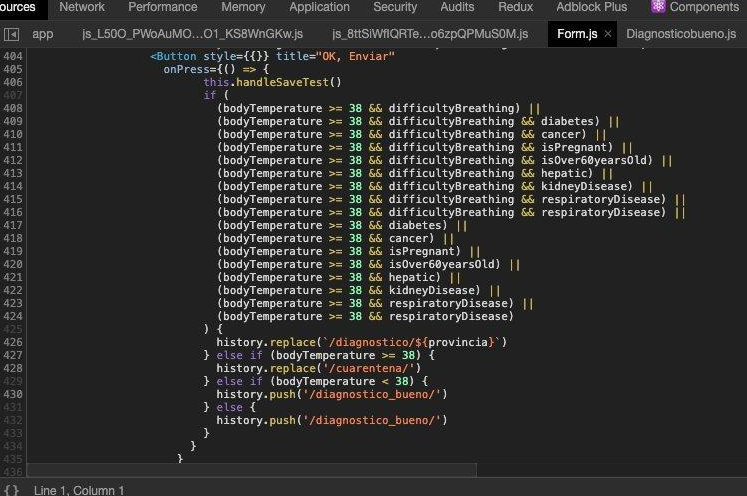 ources Network Performance Memory Application Security Audits Redux Adblock Plus Components
app js_L50O_PWoAuMO...O1_KS8WnGKw.js js_8ttSiWfIQRTe...o6zpQPMuS0M.js Form.js × Diagnosticobueno.js
404 <Button style={{}} title="OK, Enviar"
405 onPress={() => {
406 this.handleSaveTest()
407 if (
408 (bodyTemperature >= 38 && difficultyBreathing) ||
409 (bodyTemperature >= 38 && difficultyBreathing && diabetes) ||
410 (bodyTemperature >= 38 && difficultyBreathing && cancer) ||
411 (bodyTemperature >= 38 && difficultyBreathing && isPregnant) ||
412 (bodyTemperature >= 38 && difficultyBreathing && isOver60yearsOld) ||
413 (bodyTemperature >= 38 && difficultyBreathing && hepatic) ||
414 (bodyTemperature >= 38 && difficultyBreathing && kidneyDisease) ||
415 (bodyTemperature >= 38 && difficultyBreathing && respiratoryDisease) ||
416 (bodyTemperature >= 38 && difficultyBreathing && respiratoryDisease) ||
417 (bodyTemperature >= 38 && diabetes) ||
418 (bodyTemperature >= 38 && cancer) ||
419 (bodyTemperature >= 38 && isPregnant) ||
420 (bodyTemperature >= 38 && isOver60yearsOld) ||
421 (bodyTemperature >= 38 && hepatic) ||
422 (bodyTemperature >= 38 && kidneyDisease) ||
423 (bodyTemperature >= 38 && respiratoryDisease) ||
424 (bodyTemperature >= 38 && respiratoryDisease)
425 ) {
426 history.replace(`/diagnostico/${provincia}`)
427 } else if (bodyTemperature >= 38) {
428 history.replace('/cuarentena/')
429 } else if (bodyTemperature < 38) {
430 history.push('/diagnostico_bueno/')
431 } else {
432 history.push('/diagnostico_bueno/')
433 }
434 }
435 }
436
{} Line 1, Column 1